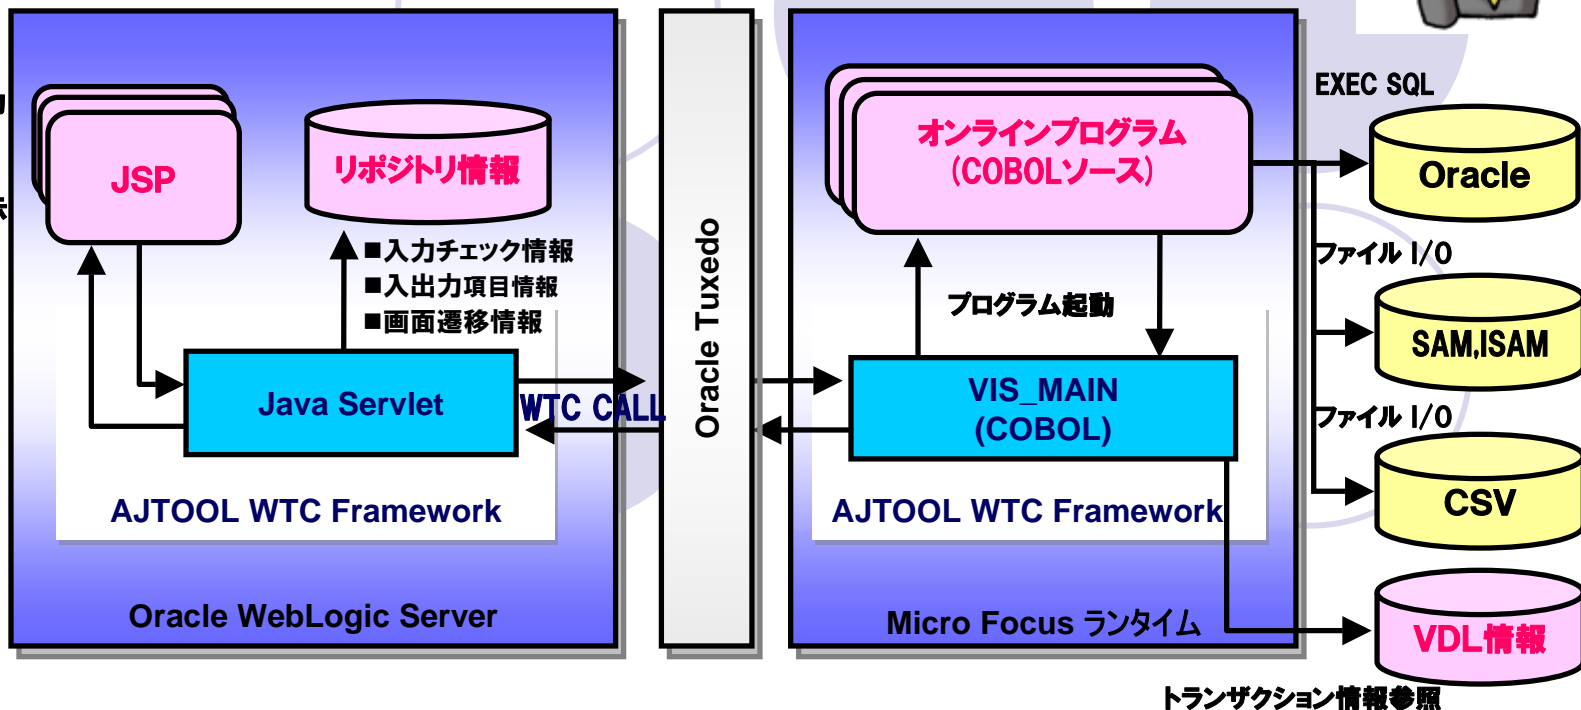 JSP
リポジトリ情報
■入力チェック情報
■入出力項目情報
■画面遷移情報
Java Servlet
WTC CALL
AJTOOL WTC Framework
Oracle WebLogic Server
Oracle Tuxedo
オンラインプログラム
(COBOLソース)
プログラム起動
VIS_MAIN
(COBOL)
AJTOOL WTC Framework
Micro Focus ランタイム
EXEC SQL
Oracle
ファイル I/O
SAM,ISAM
ファイル I/O
CSV
VDL情報
トランザクション情報参照